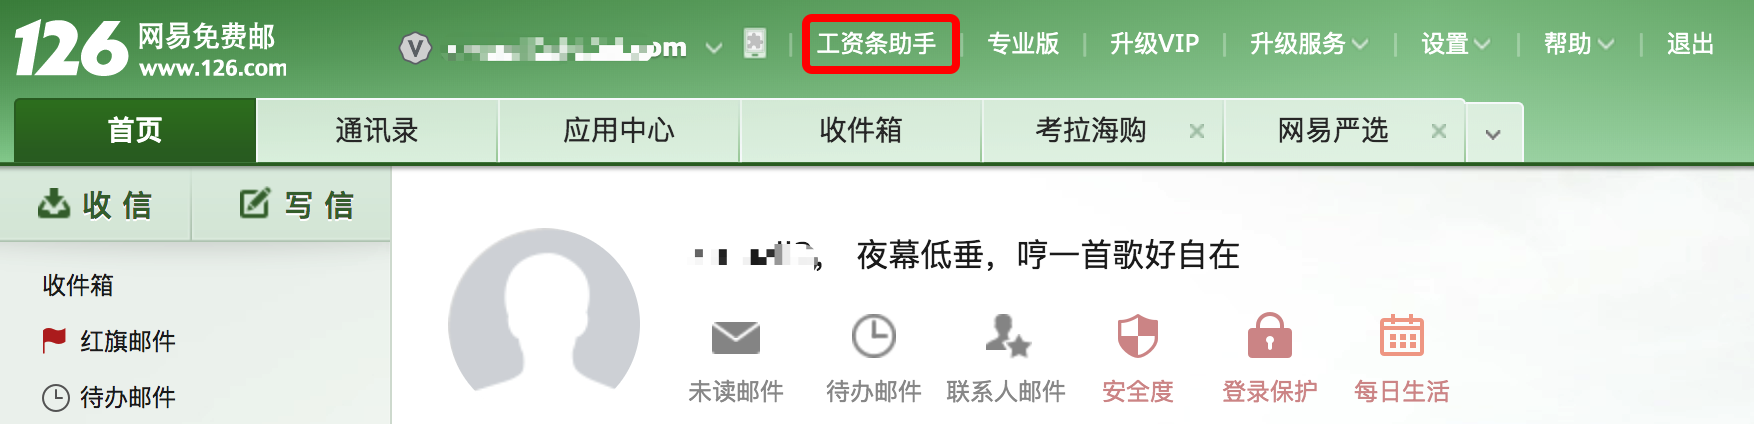 126 网易免费邮
www.126.com
V om 工资条助手 专业版 升级VIP 升级服务 设置 帮助 退出
首页 通讯录 应用中心 收件箱 考拉海购 网易严选
收信 写信
，夜幕低垂，哼一首歌好自在
收件箱
红旗邮件
待办邮件
未读邮件 待办邮件 联系人邮件 安全度 登录保护 每日生活